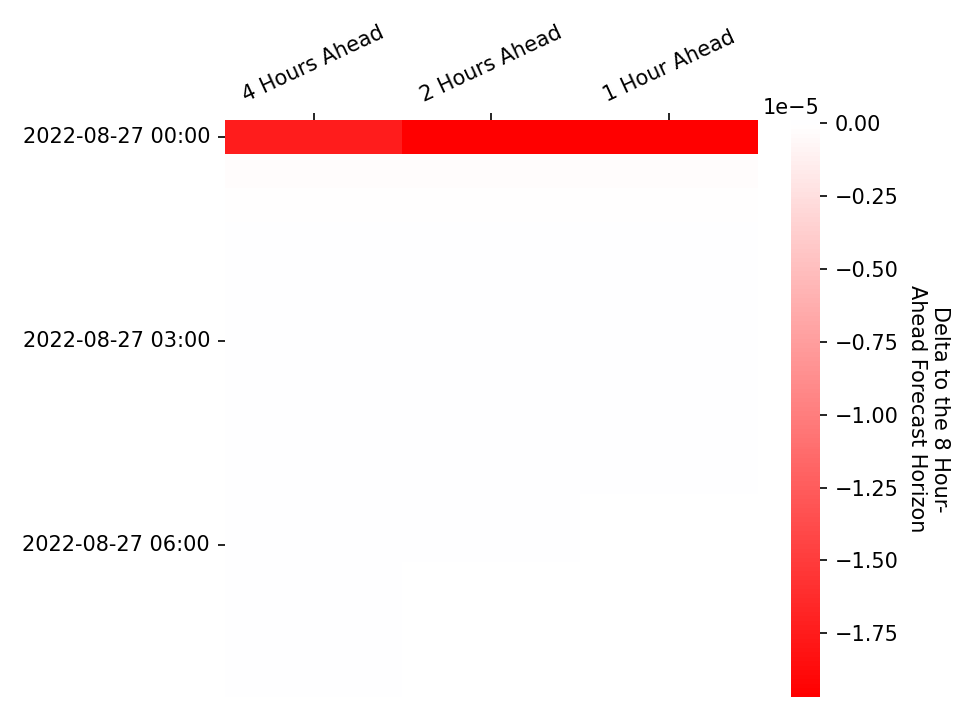 4 Hours Ahead
2 Hours Ahead
1 Hour Ahead
1e−5
2022-08-27 00:00
2022-08-27 03:00
2022-08-27 06:00
0.00
−0.25
−0.50
−0.75
−1.00
−1.25
−1.50
−1.75
Delta to the 8 Hour-
Ahead Forecast Horizon